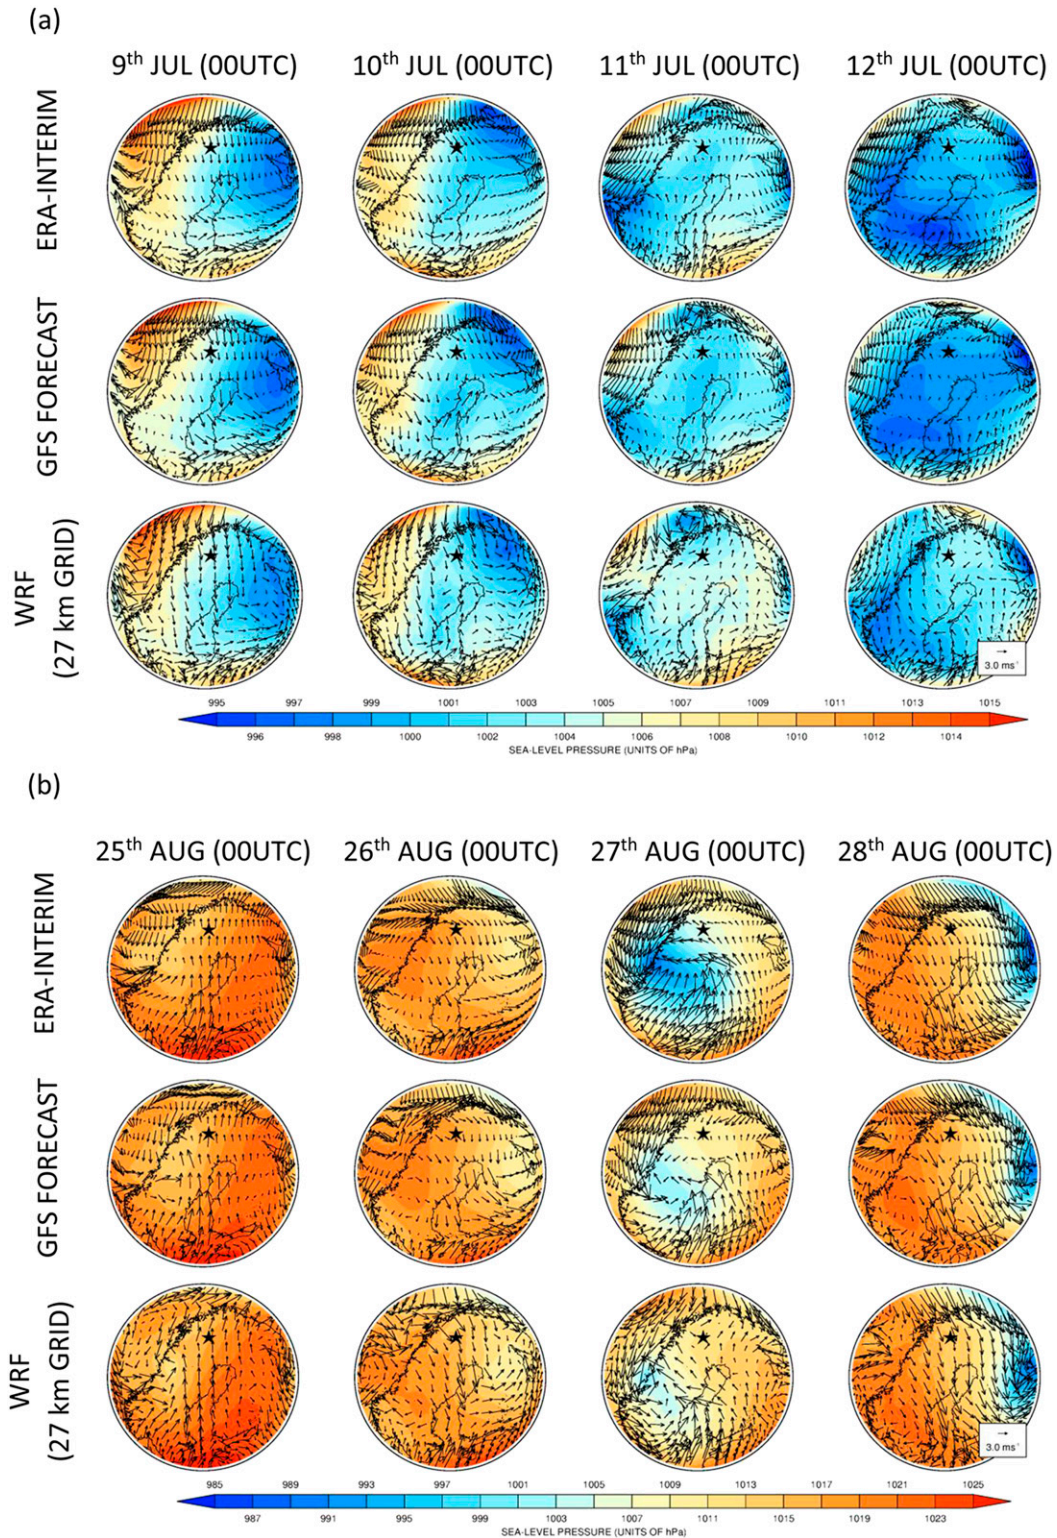 (a)
9th JUL (00UTC) 10th JUL (00UTC) 11th JUL (00UTC) 12th JUL (00UTC)
ERA-INTERIM
GFS FORECAST
WRF
(27 km GRID)
3.0 ms⁻¹
995 997 999 1001 1003 1005 1007 1009 1011 1013 1015
996 998 1000 1002 1004 1006 1008 1010 1012 1014
SEA-LEVEL PRESSURE (UNITS OF hPa)
(b)
25th AUG (00UTC) 26th AUG (00UTC) 27th AUG (00UTC) 28th AUG (00UTC)
ERA-INTERIM
GFS FORECAST
WRF
(27 km GRID)
3.0 ms⁻¹
985 989 993 997 1001 1005 1009 1013 1017 1021 1025
987 991 995 999 1003 1007 1011 1015 1019 1023
SEA-LEVEL PRESSURE (UNITS OF hPa)